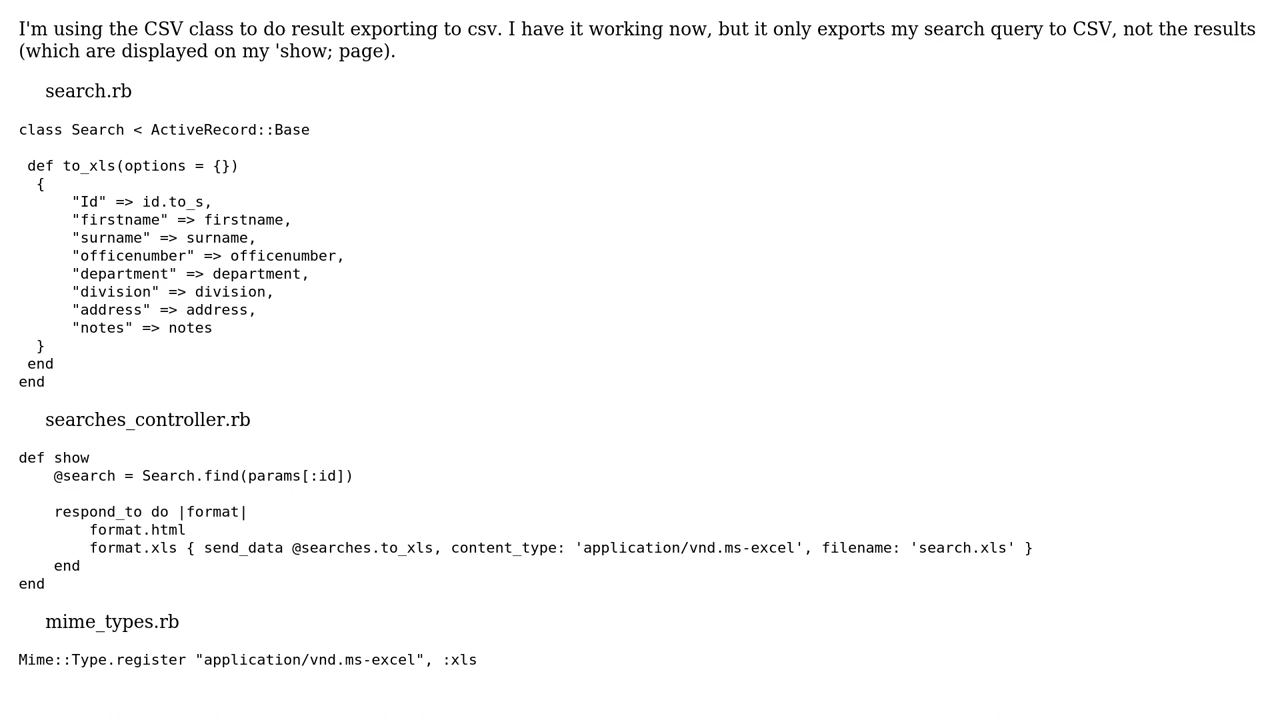 I'm using the CSV class to do result exporting to csv. I have it working now, but it only exports my search query to CSV, not the results
(which are displayed on my 'show; page).
search.rb
class Search < ActiveRecord::Base
 def to_xls(options = {})
  {
      "Id" => id.to_s,
      "firstname" => firstname,
      "surname" => surname,
      "officenumber" => officenumber,
      "department" => department,
      "division" => division,
      "address" => address,
      "notes" => notes
  }
 end
end
searches_controller.rb
def show
    @search = Search.find(params[:id])
    respond_to do |format|
        format.html
        format.xls { send_data @searches.to_xls, content_type: 'application/vnd.ms-excel', filename: 'search.xls' }
    end
end
mime_types.rb
Mime::Type.register "application/vnd.ms-excel", :xls